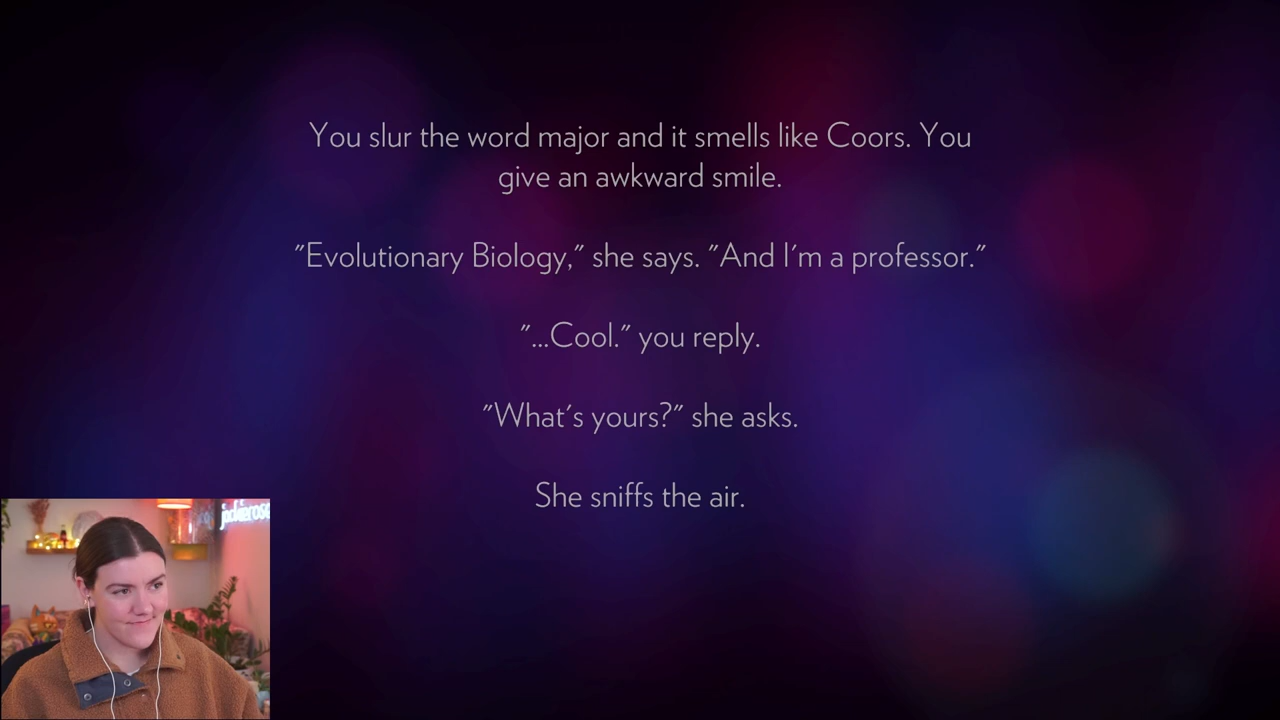 You slur the word major and it smells like Coors. You
give an awkward smile.
"Evolutionary Biology," she says. "And I'm a professor."
"...Cool." you reply.
"What's yours?" she asks.
She sniffs the air.